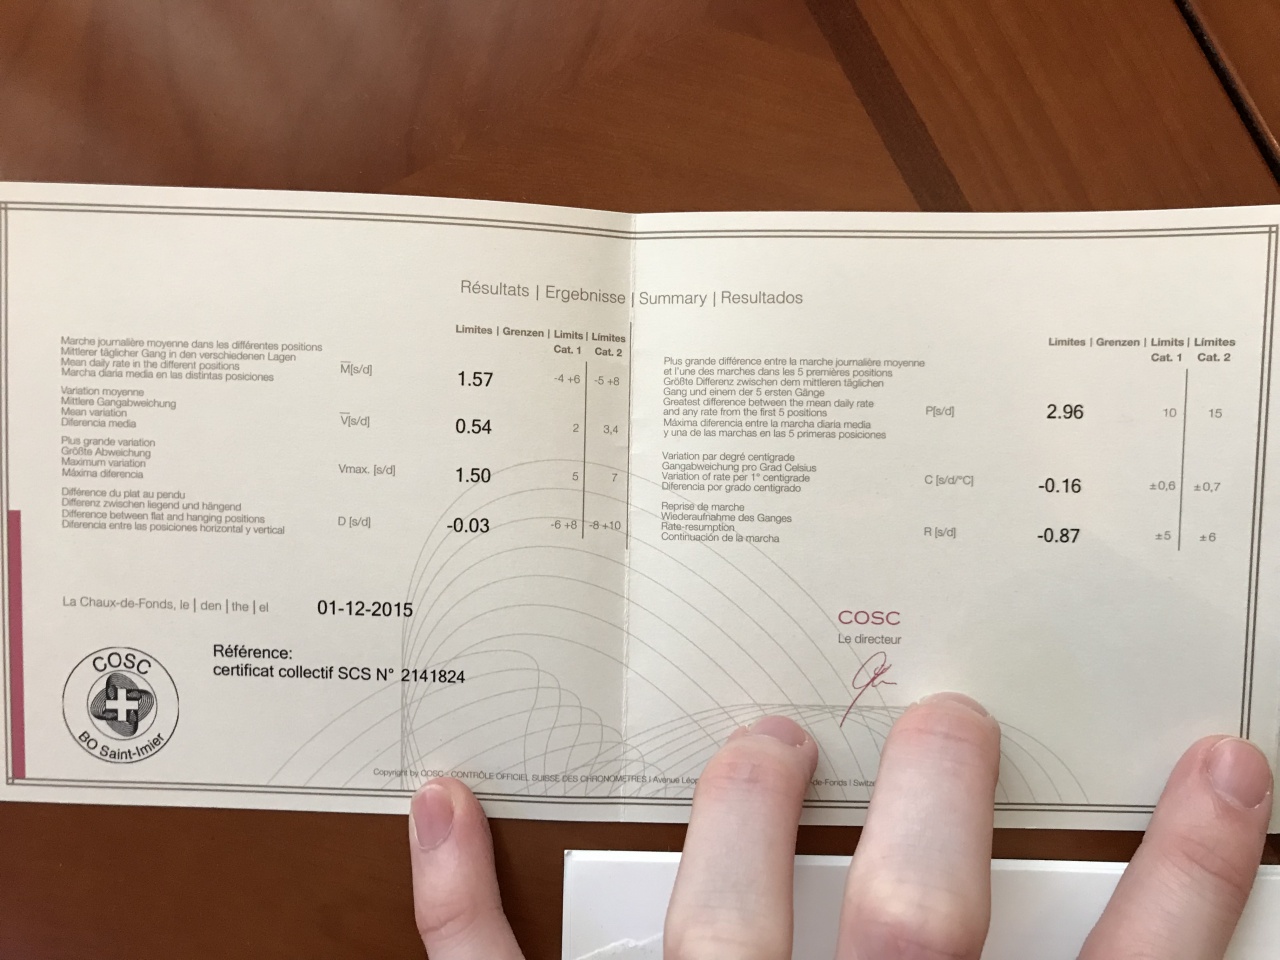 Résultats | Ergebnisse | Summary | Resultados
Limites | Grenzen | Limits | Límites
Cat. 1 Cat. 2
Marche journalière moyenne dans les différentes positions
Mittlerer täglicher Gang in den verschiedenen Lagen
Mean daily rate in the different positions
Marcha diaria media en las distintas posiciones
M̅[s/d] 1.57 -4 +6 -5 +8
Variation moyenne
Mittlere Gangabweichung
Mean variation
Diferencia media
V̅[s/d] 0.54 2 3,4
Plus grande variation
Größte Abweichung
Maximum variation
Máxima diferencia
Vmax. [s/d] 1.50 5 7
Différence du plat au pendu
Differenz zwischen liegend und hängend
Difference between flat and hanging positions
Diferencia entre las posiciones horizontal y vertical
D [s/d] -0.03 -6 +8 -8 +10
La Chaux-de-Fonds, le | den | the | el 01-12-2015
Référence:
certificat collectif SCS N° 2141824
COSC
BO Saint-Imier
Limites | Grenzen | Limits | Límites
Cat. 1 Cat. 2
Plus grande différence entre la marche journalière moyenne
et l'une des marches dans les 5 premières positions
Größte Differenz zwischen dem mittleren täglichen
Gang und einem der 5 ersten Gänge
Greatest difference between the mean daily rate
and any rate from the first 5 positions
Máxima diferencia entre la marcha diaria media
y una de las marchas en las 5 primeras posiciones
P[s/d] 2.96 10 15
Variation par degré centigrade
Gangabweichung pro Grad Celsius
Variation of rate per 1° centigrade
Diferencia por grado centigrado
C [s/d/°C] -0.16 ±0,6 ±0,7
Reprise de marche
Wiederaufnahme des Ganges
Rate-resumption
Continuación de la marcha
R [s/d] -0.87 ±5 ±6
COSC
Le directeur
Copyright by COSC - CONTRÔLE OFFICIEL SUISSE DES CHRONOMÈTRES | Avenue de-Fonds |